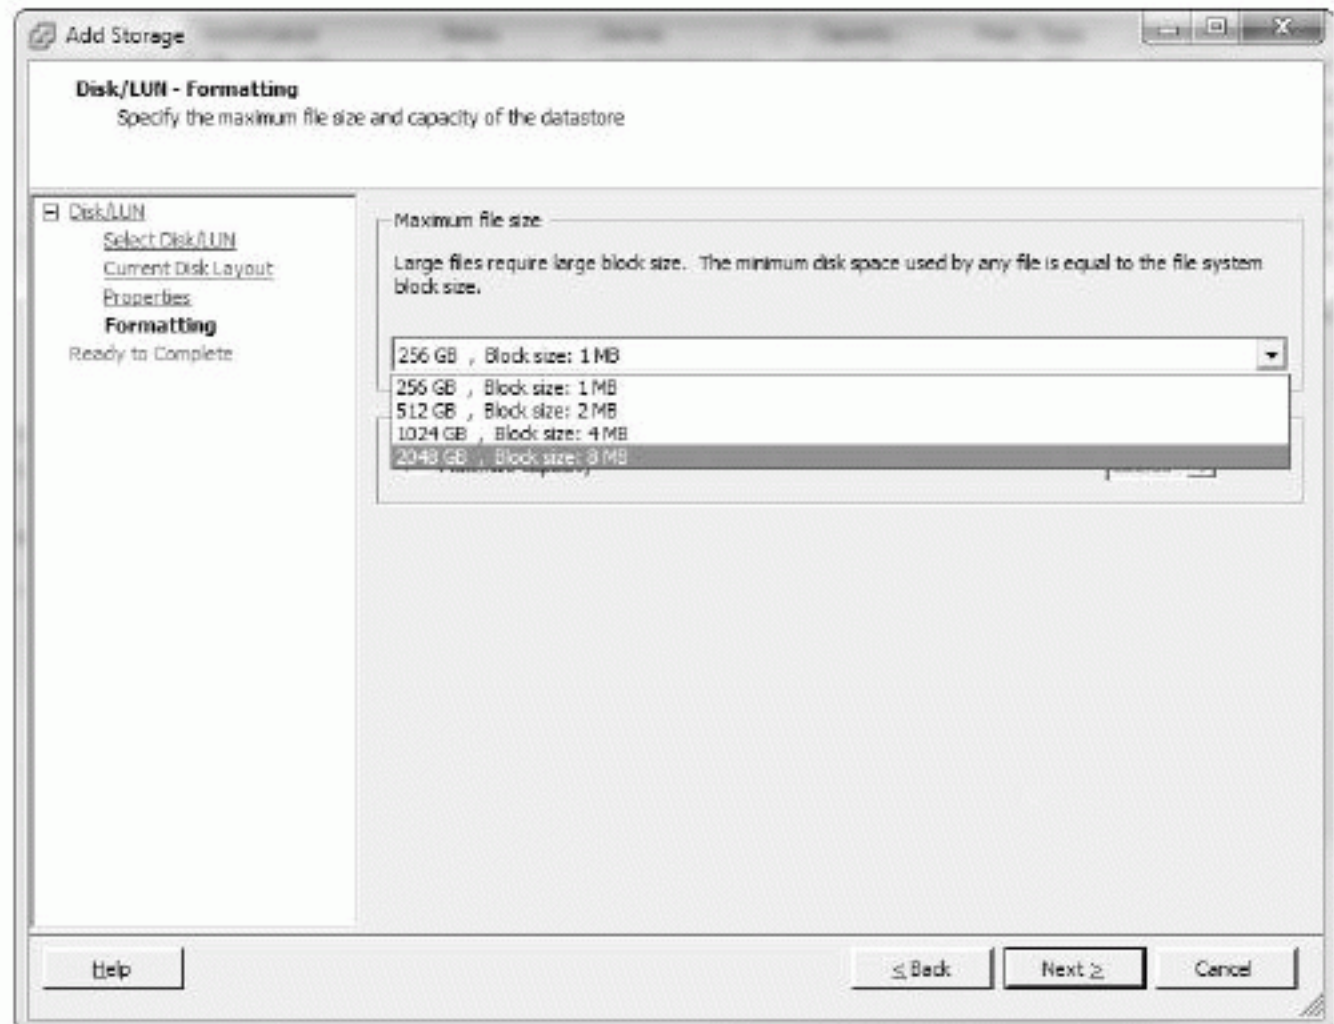 Add Storage
Disk/LUN - Formatting
Specify the maximum file size and capacity of the datastore
Disk/LUN
Select Disk/LUN
Current Disk Layout
Properties
Formatting
Ready to Complete
Maximum file size
Large files require large block size. The minimum disk space used by any file is equal to the file system
block size.
256 GB , Block size: 1 MB
256 GB , Block size: 1 MB
512 GB , Block size: 2 MB
1024 GB , Block size: 4 MB
2048 GB , Block size: 8 MB
Help
≤ Back
Next ≥
Cancel